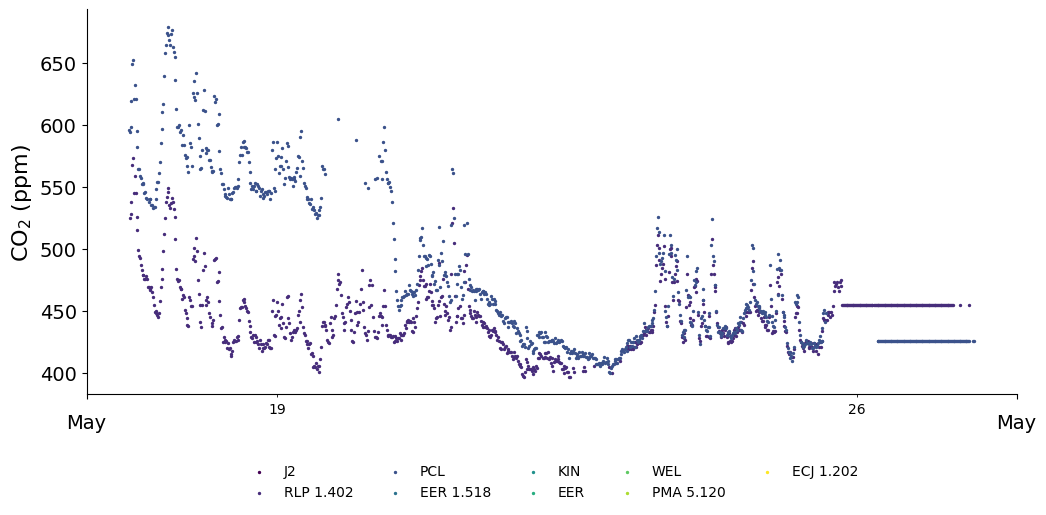 650
600
550
500
450
400
CO₂ (ppm)
19
26
May
May
J2
PCL
KIN
WEL
ECJ 1.202
RLP 1.402
EER 1.518
EER
PMA 5.120